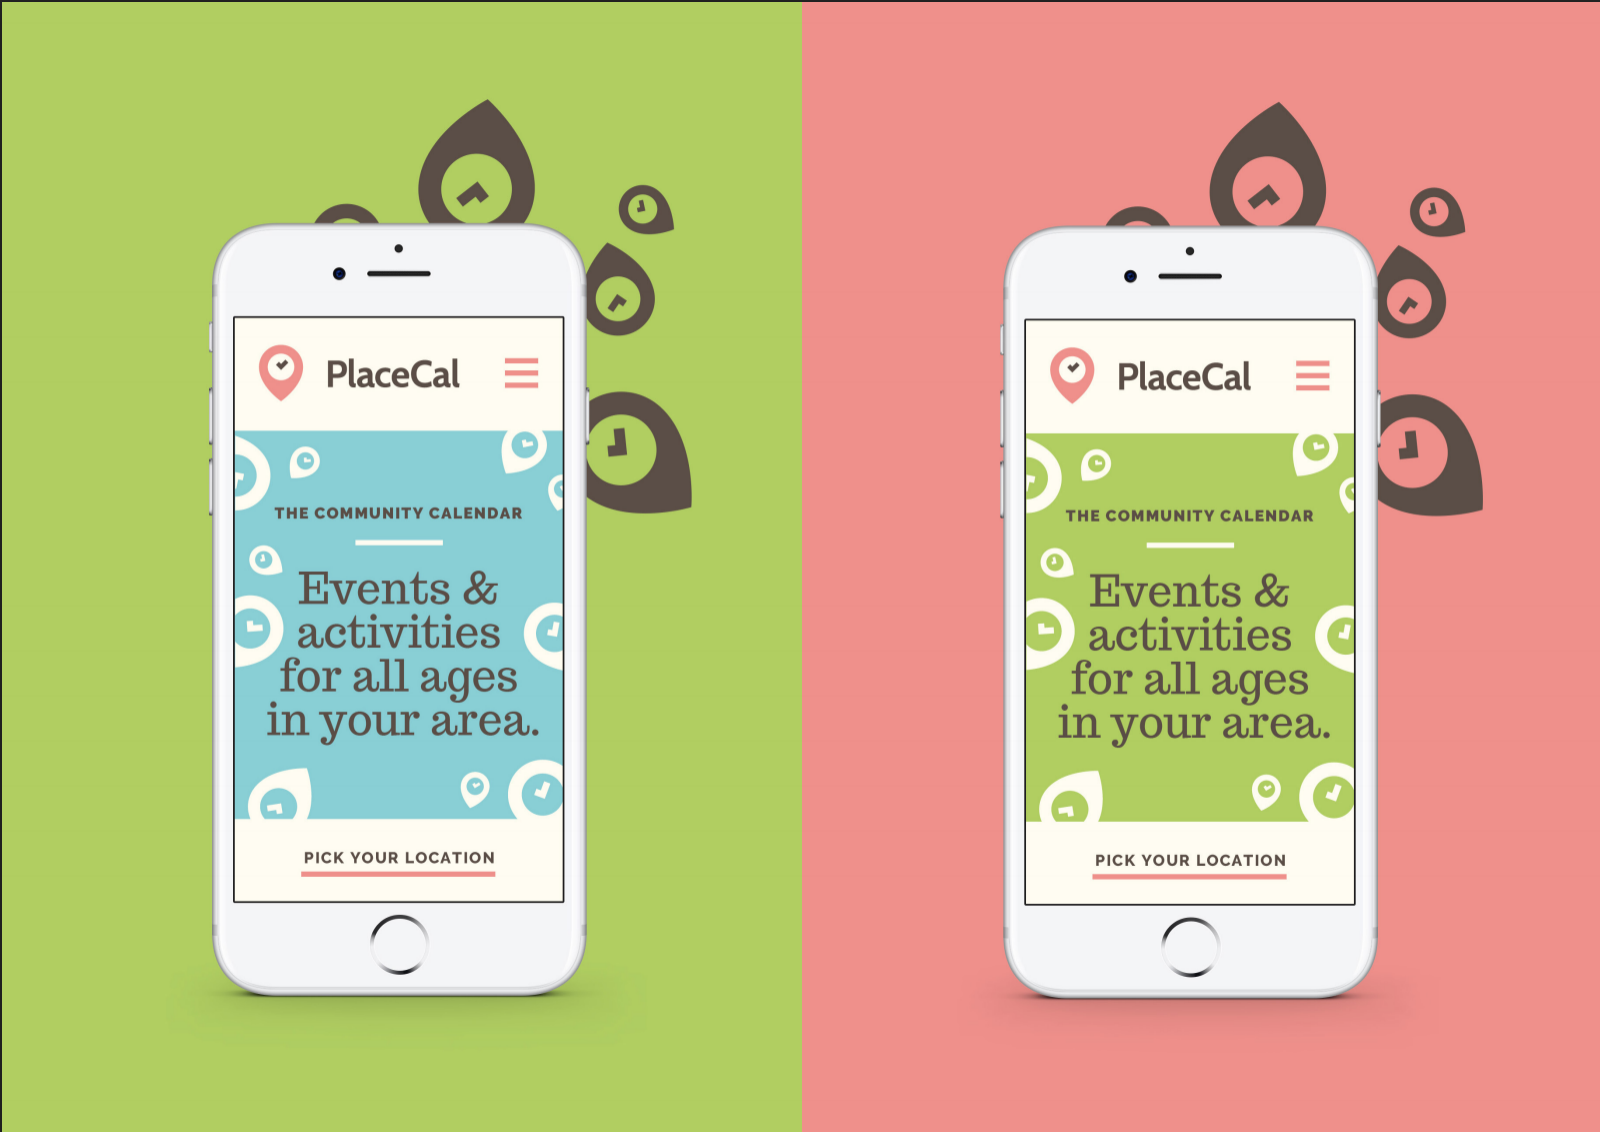 PlaceCal
THE COMMUNITY CALENDAR
Events &
activities
for all ages
in your area.
PICK YOUR LOCATION
PlaceCal
THE COMMUNITY CALENDAR
Events &
activities
for all ages
in your area.
PICK YOUR LOCATION